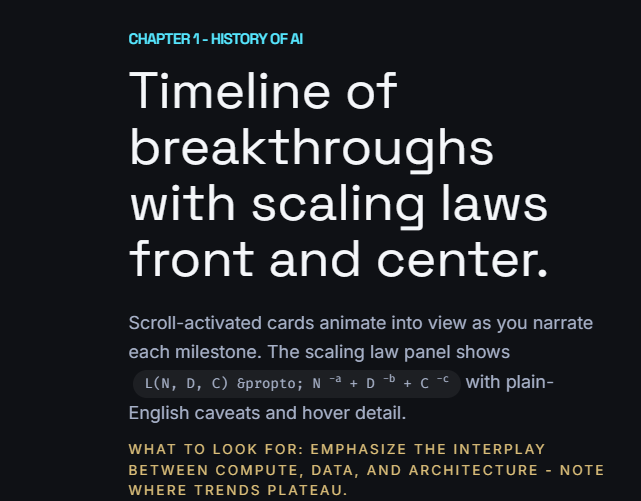 CHAPTER 1 - HISTORY OF AI
Timeline of
breakthroughs
with scaling laws
front and center.
Scroll-activated cards animate into view as you narrate
each milestone. The scaling law panel shows
L(N, D, C) &propto; N ⁻ᵃ + D ⁻ᵇ + C ⁻ᶜ with plain-
English caveats and hover detail.
WHAT TO LOOK FOR: EMPHASIZE THE INTERPLAY
BETWEEN COMPUTE, DATA, AND ARCHITECTURE - NOTE
WHERE TRENDS PLATEAU.